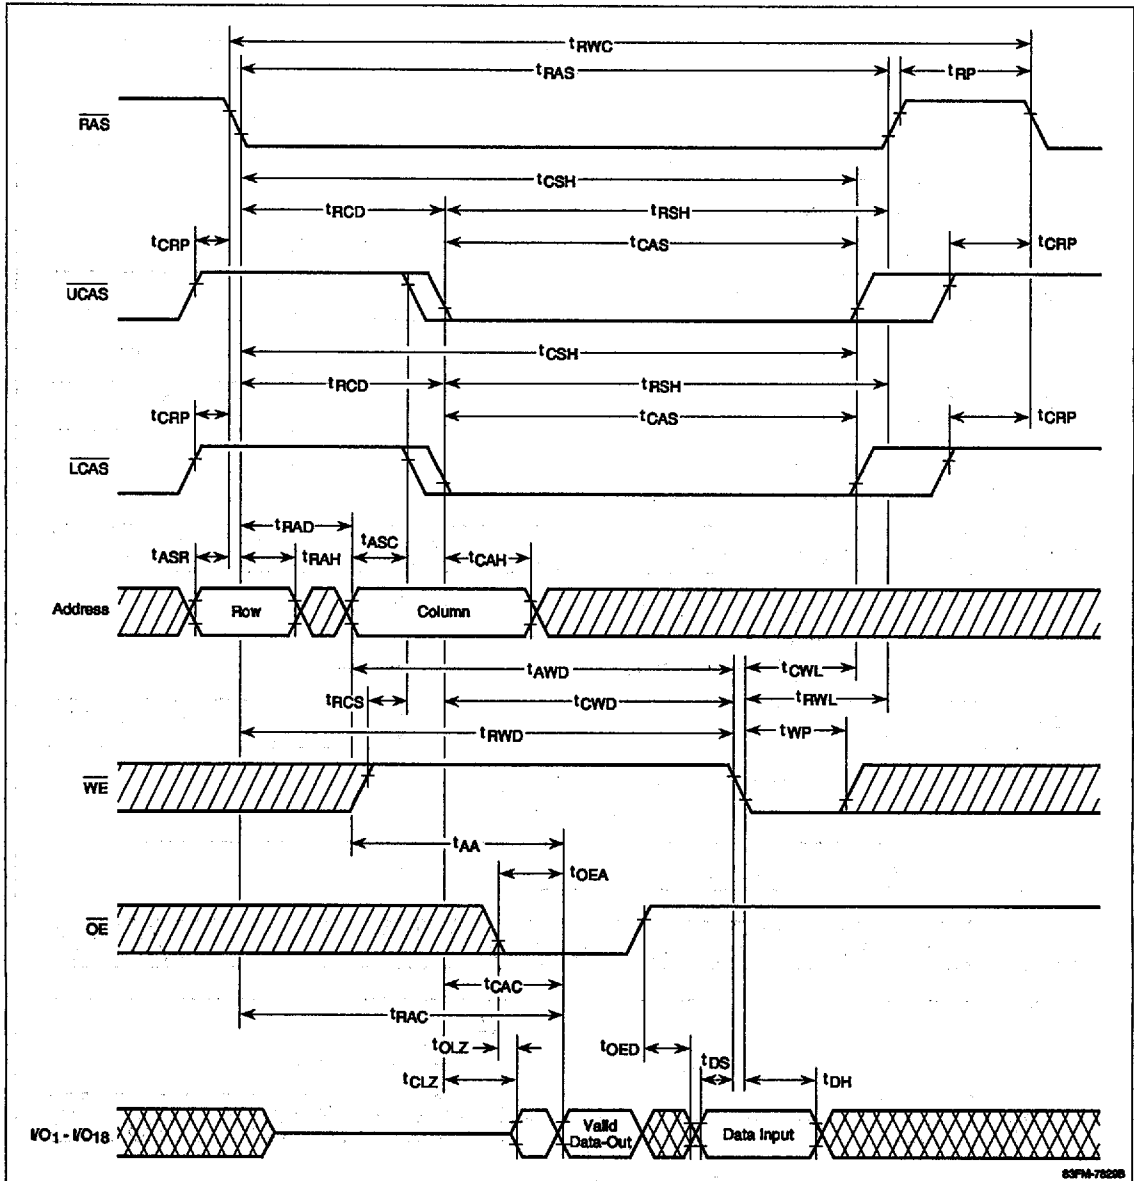 tRWC
tRAS
tRP
RAS
tCSH
tRCD
tRSH
tCRP
tCAS
tCRP
UCAS
tCSH
tRCD
tRSH
tCRP
tCAS
tCRP
LCAS
tRAD
tASC
tASR
tRAH
tCAH
Address
Row
Column
tAWD
tCWL
tRCS
tCWD
tRWL
tRWD
tWP
WE
tAA
tOEA
OE
tCAC
tRAC
tOLZ
tOED
tDS
tCLZ
tDH
I/O1 - I/O18
Valid
Data-Out
Data Input
83FM-7829B